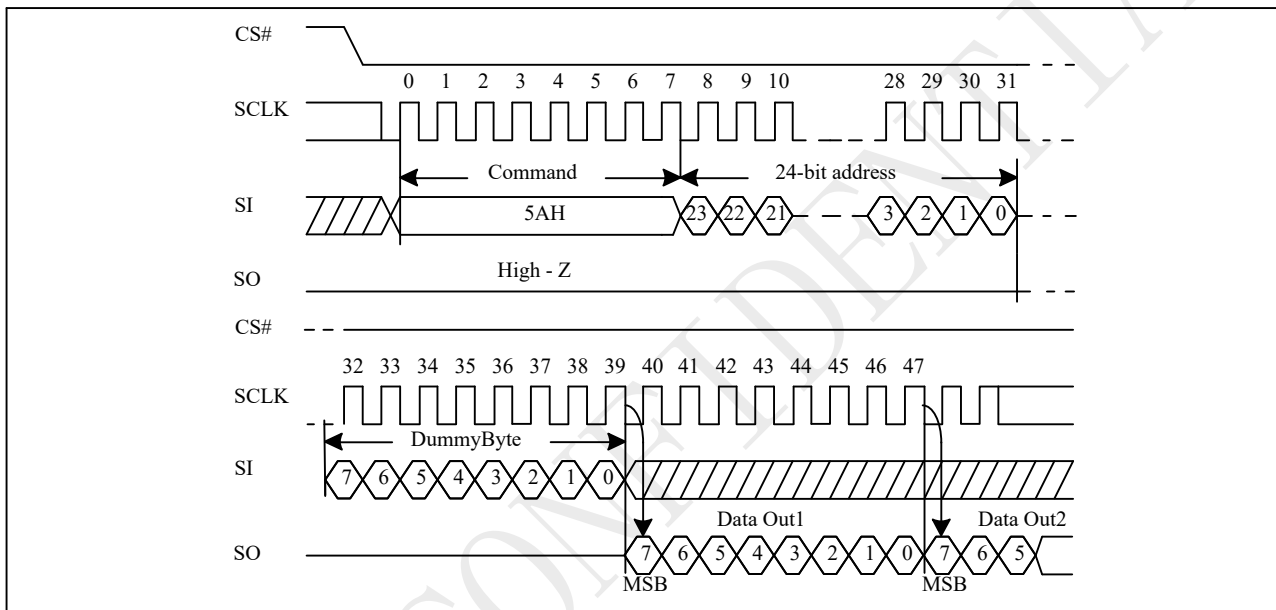 CS#
0 1 2 3 4 5 6 7 8 9 10 28 29 30 31
SCLK
Command 24-bit address
SI 5AH 23 22 21 3 2 1 0
High - Z
SO
CS#
32 33 34 35 36 37 38 39 40 41 42 43 44 45 46 47
SCLK
DummyByte
SI 7 6 5 4 3 2 1 0
Data Out1 Data Out2
SO 7 6 5 4 3 2 1 0 7 6 5
MSB MSB
CONFIDENTIA